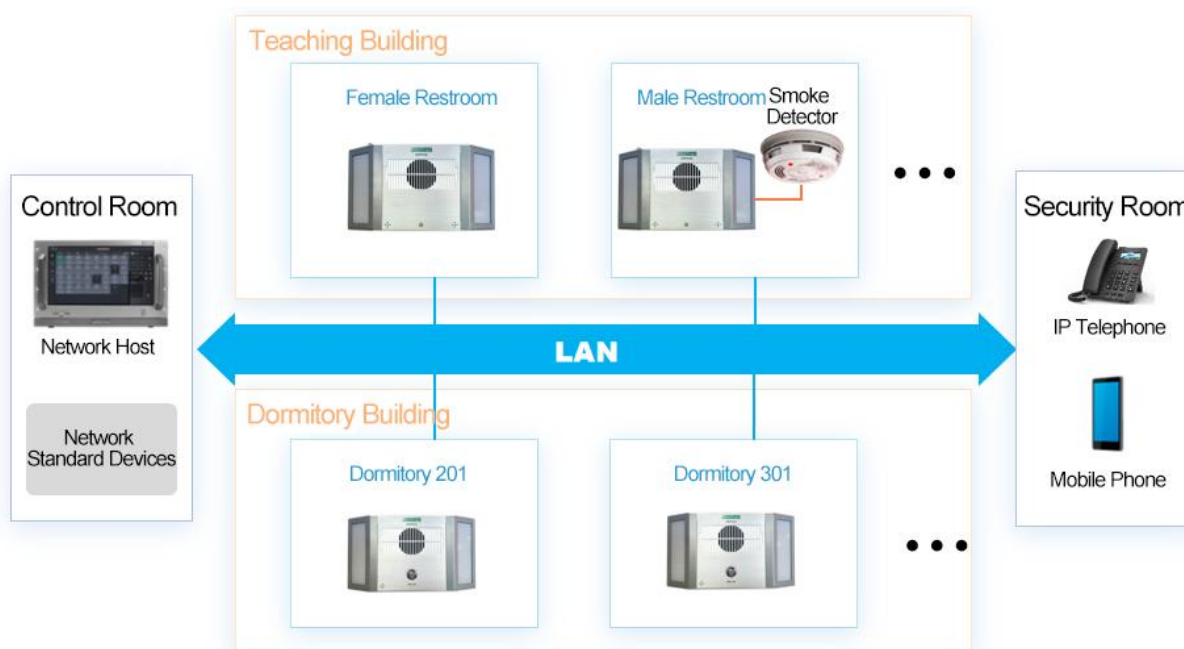 Teaching Building
Female Restroom
Male Restroom
Smoke
Detector
Control Room
Network Host
Network
Standard Devices
LAN
Security Room
IP Telephone
Mobile Phone
Dormitory Building
Dormitory 201
Dormitory 301